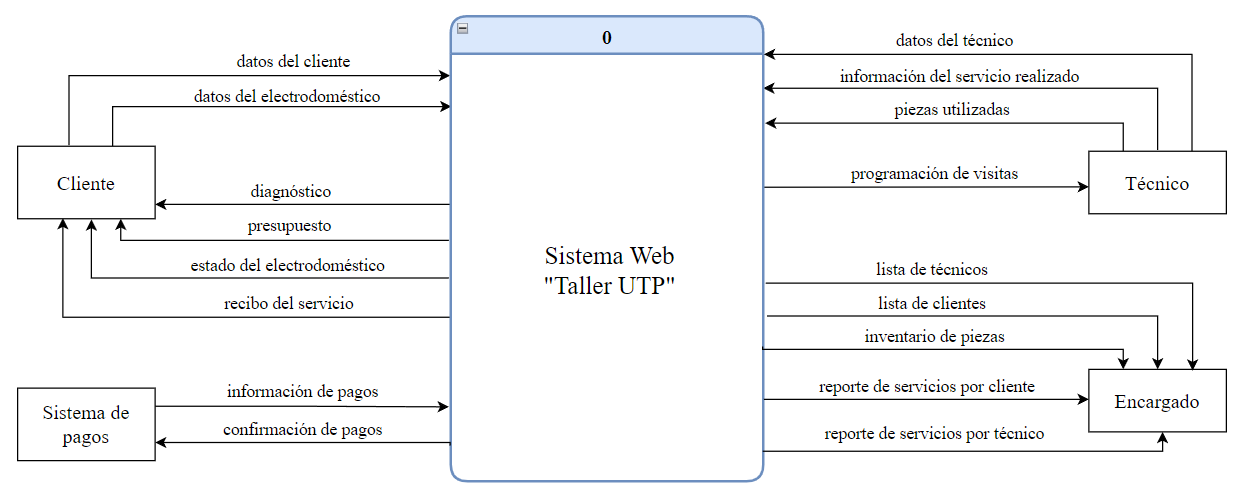 0
datos del cliente
datos del electrodoméstico
Cliente
diagnóstico
presupuesto
estado del electrodoméstico
recibo del servicio
Sistema de
pagos
información de pagos
confirmación de pagos
Sistema Web
"Taller UTP"
datos del técnico
información del servicio realizado
piezas utilizadas
programación de visitas
Técnico
lista de técnicos
lista de clientes
inventario de piezas
reporte de servicios por cliente
Encargado
reporte de servicios por técnico